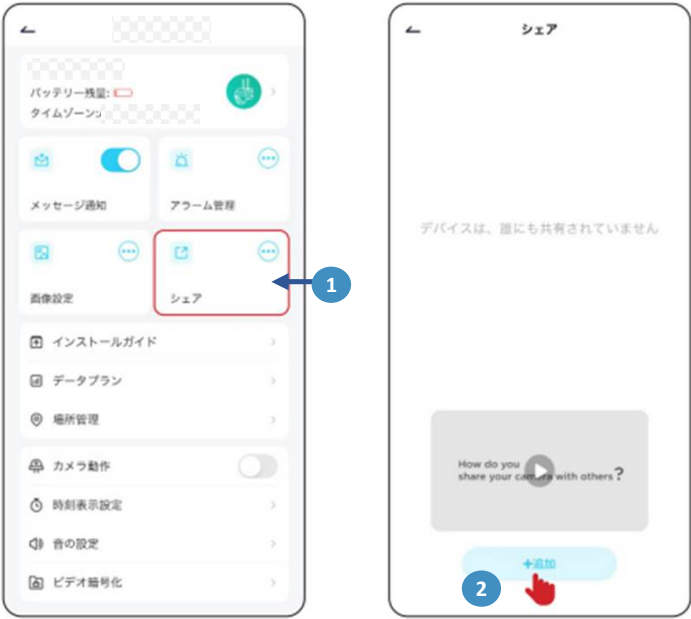 バッテリー残量:
タイムゾーン:
メッセージ通知
アラーム管理
画像設定
シェア
1
インストールガイド
データプラン
場所管理
カメラ動作
時刻表示設定
音の設定
ビデオ暗号化
シェア
デバイスは、誰にも共有されていません
How do you
share your camera with others?
+追加
2